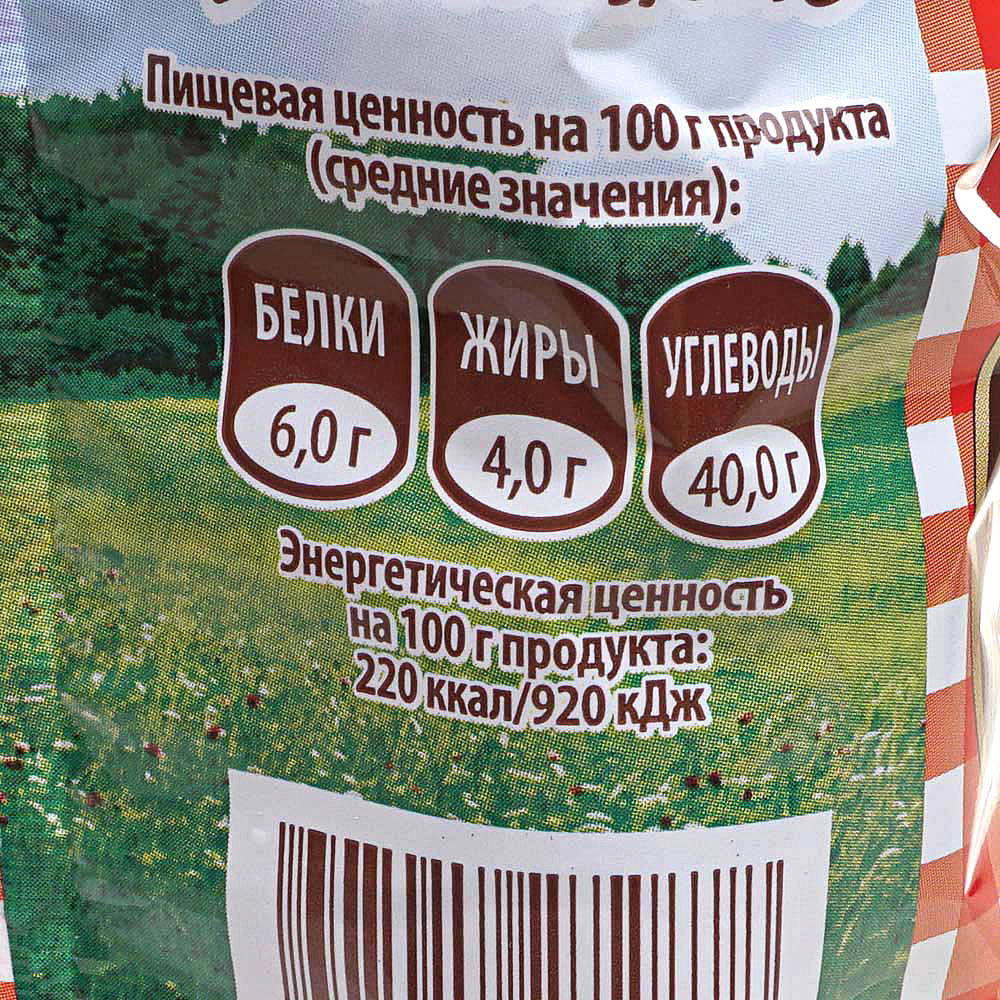 Пищевая ценность на 100 г продукта
(средние значения):
БЕЛКИ
6,0 г
ЖИРЫ
4,0 г
УГЛЕВОДЫ
40,0 г
Энергетическая ценность
на 100 г продукта:
220 ккал/920 кДж